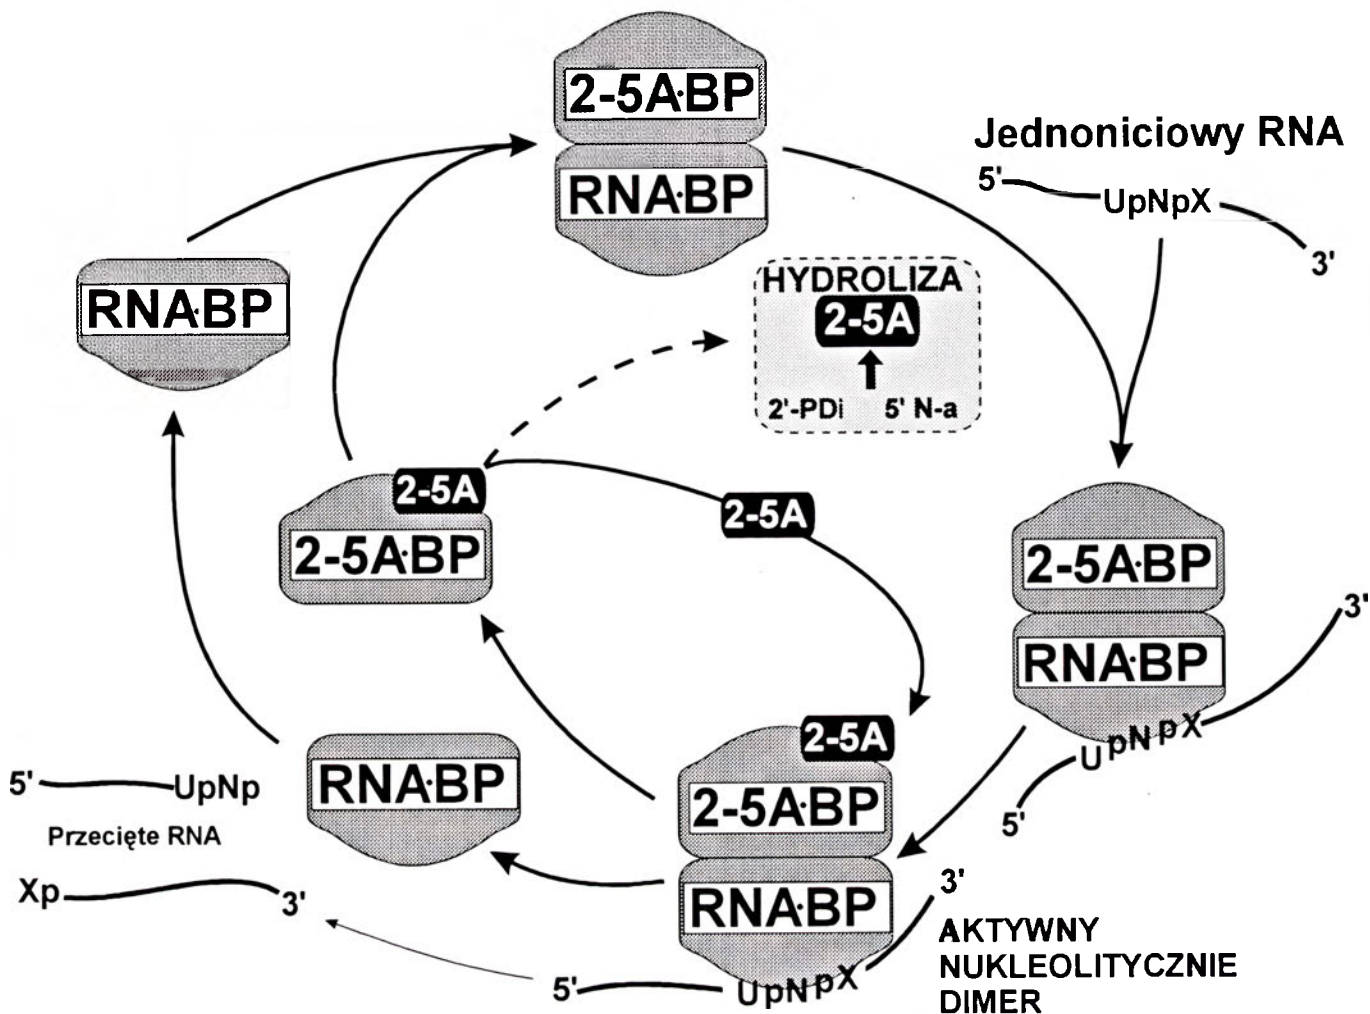 2-5A·BP
RNA·BP
Jednoniciowy RNA
5'
UpNpX
3'
RNA·BP
HYDROLIZA
2-5A
2'-PDi 5' N-a
2-5A
2-5A·BP
2-5A
2-5A·BP
RNA·BP
3'
UpNpX
5'
2-5A
2-5A·BP
RNA·BP
3'
5'
UpNpX
AKTYWNY
NUKLEOLITYCZNIE
DIMER
RNA·BP
5'
UpNp
Przecięte RNA
Xp
3'